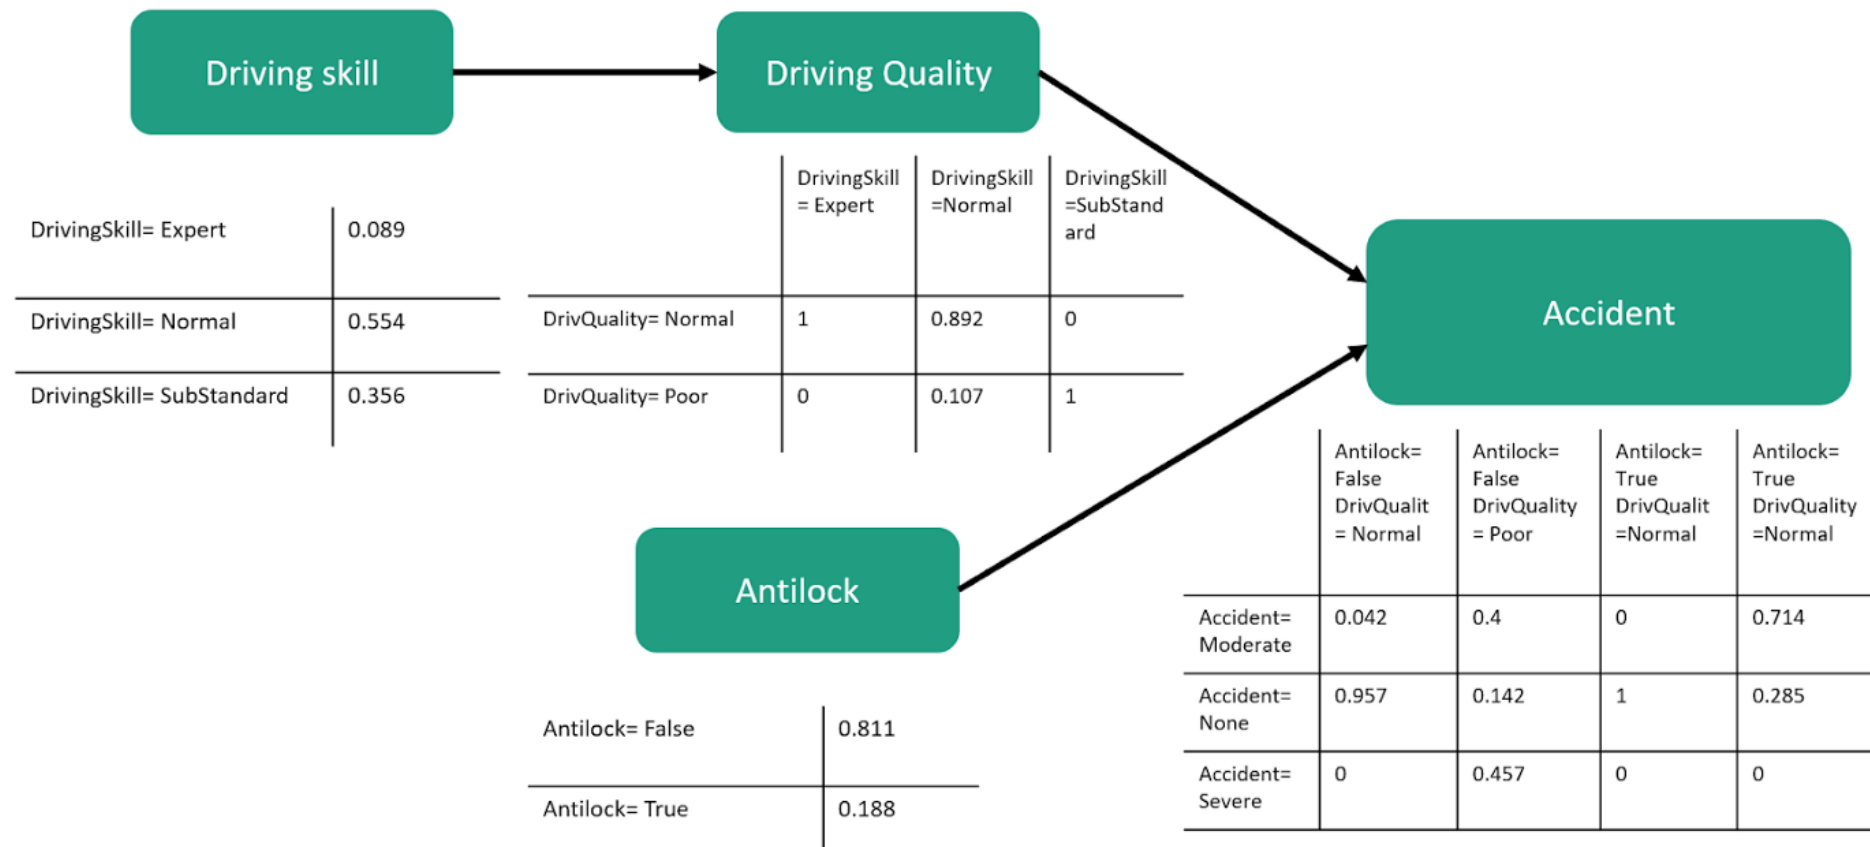 Driving skill
Driving Quality
DrivingSkill DrivingSkill DrivingSkill
= Expert =Normal =SubStand
ard
DrivingSkill= Expert 0.089
DrivingSkill= Normal 0.554
DrivingSkill= SubStandard 0.356
DrivQuality= Normal 1 0.892 0
DrivQuality= Poor 0 0.107 1
Accident
Antilock
Antilock= False 0.811
Antilock= True 0.188
Antilock= Antilock= Antilock= Antilock=
False False True True
DrivQualit DrivQuality DrivQualit DrivQuality
= Normal = Poor =Normal =Normal
Accident= 0.042 0.4 0 0.714
Moderate
Accident= 0.957 0.142 1 0.285
None
Accident= 0 0.457 0 0
Severe